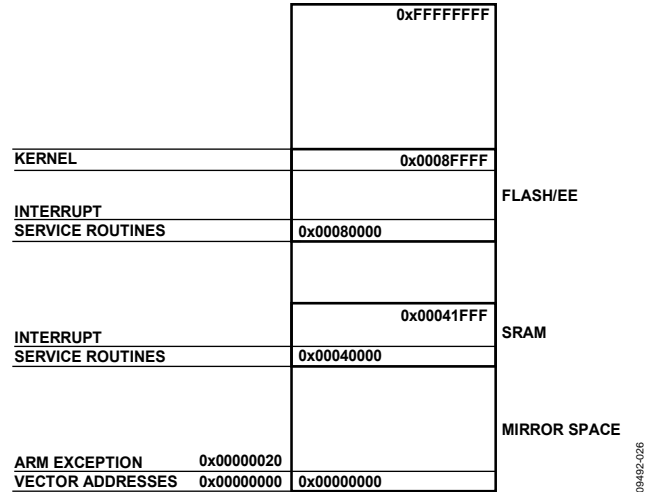 0xFFFFFFFF
KERNEL 0x0008FFFF
FLASH/EE
INTERRUPT
SERVICE ROUTINES 0x00080000
0x00041FFF
SRAM
INTERRUPT
SERVICE ROUTINES 0x00040000
MIRROR SPACE
ARM EXCEPTION 0x00000020
VECTOR ADDRESSES 0x00000000 0x00000000
09492-026